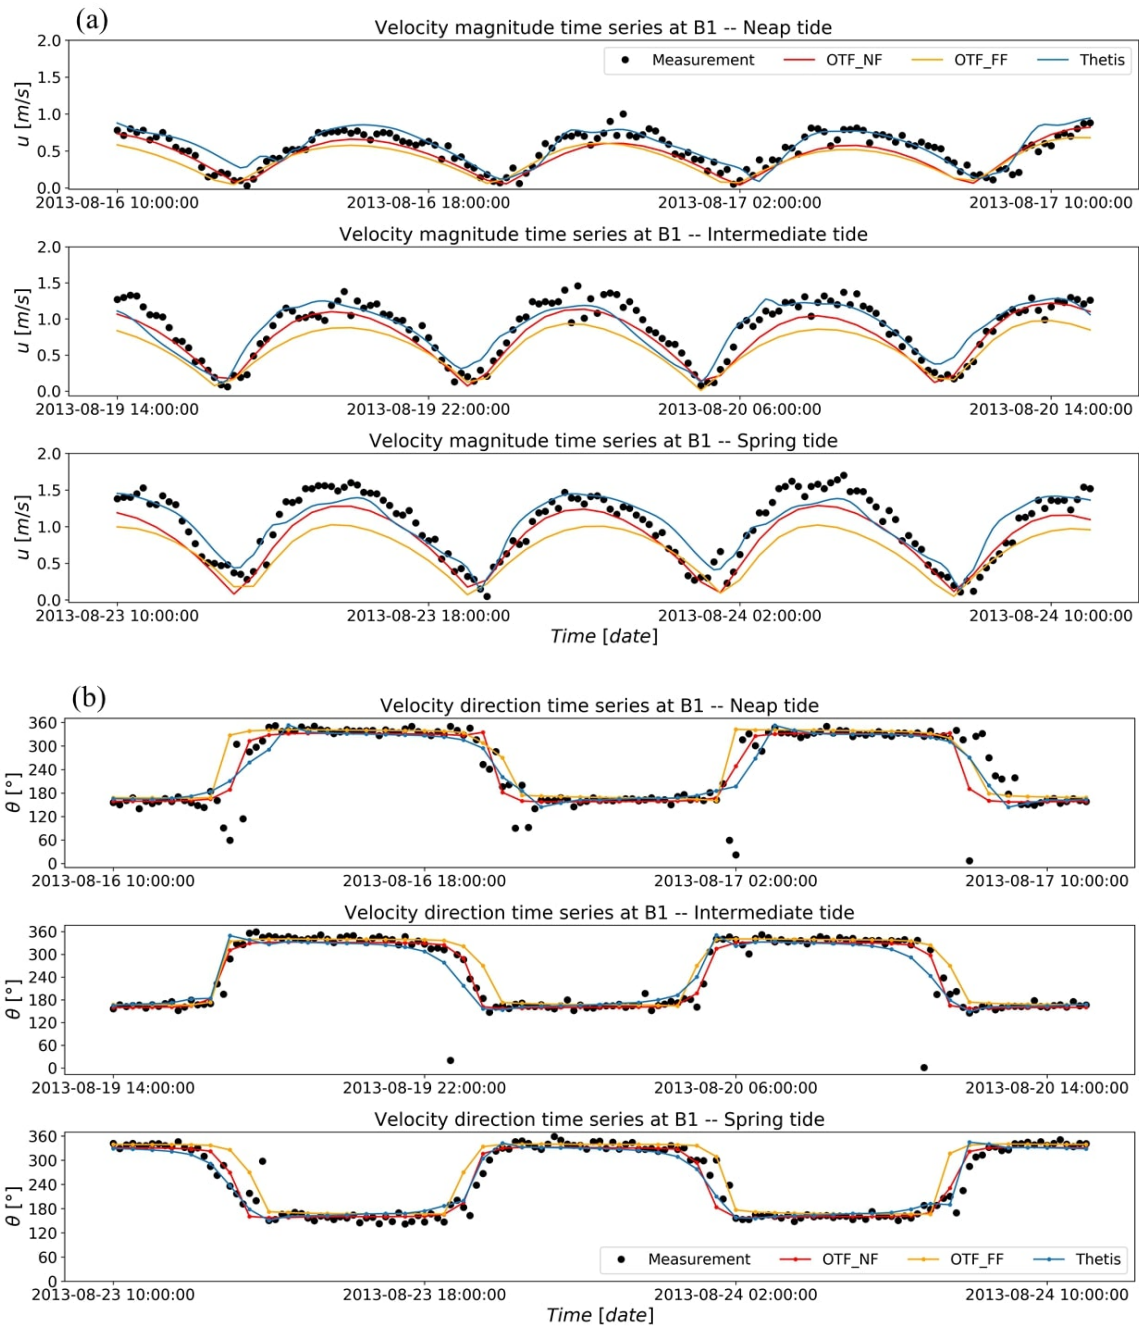 (a)
Velocity magnitude time series at B1 -- Neap tide
Measurement OTF_NF OTF_FF Thetis
2.0
1.5
1.0
0.5
0.0
u [m/s]
2013-08-16 10:00:00 2013-08-16 18:00:00 2013-08-17 02:00:00 2013-08-17 10:00:00
Velocity magnitude time series at B1 -- Intermediate tide
2.0
1.5
1.0
0.5
0.0
u [m/s]
2013-08-19 14:00:00 2013-08-19 22:00:00 2013-08-20 06:00:00 2013-08-20 14:00:00
Velocity magnitude time series at B1 -- Spring tide
2.0
1.5
1.0
0.5
0.0
u [m/s]
2013-08-23 10:00:00 2013-08-23 18:00:00 2013-08-24 02:00:00 2013-08-24 10:00:00
Time [date]
(b)
Velocity direction time series at B1 -- Neap tide
360
300
240
180
120
60
0
θ [°]
2013-08-16 10:00:00 2013-08-16 18:00:00 2013-08-17 02:00:00 2013-08-17 10:00:00
Velocity direction time series at B1 -- Intermediate tide
360
300
240
180
120
60
0
θ [°]
2013-08-19 14:00:00 2013-08-19 22:00:00 2013-08-20 06:00:00 2013-08-20 14:00:00
Velocity direction time series at B1 -- Spring tide
360
300
240
180
120
60
0
θ [°]
Measurement OTF_NF OTF_FF Thetis
2013-08-23 10:00:00 2013-08-23 18:00:00 2013-08-24 02:00:00 2013-08-24 10:00:00
Time [date]